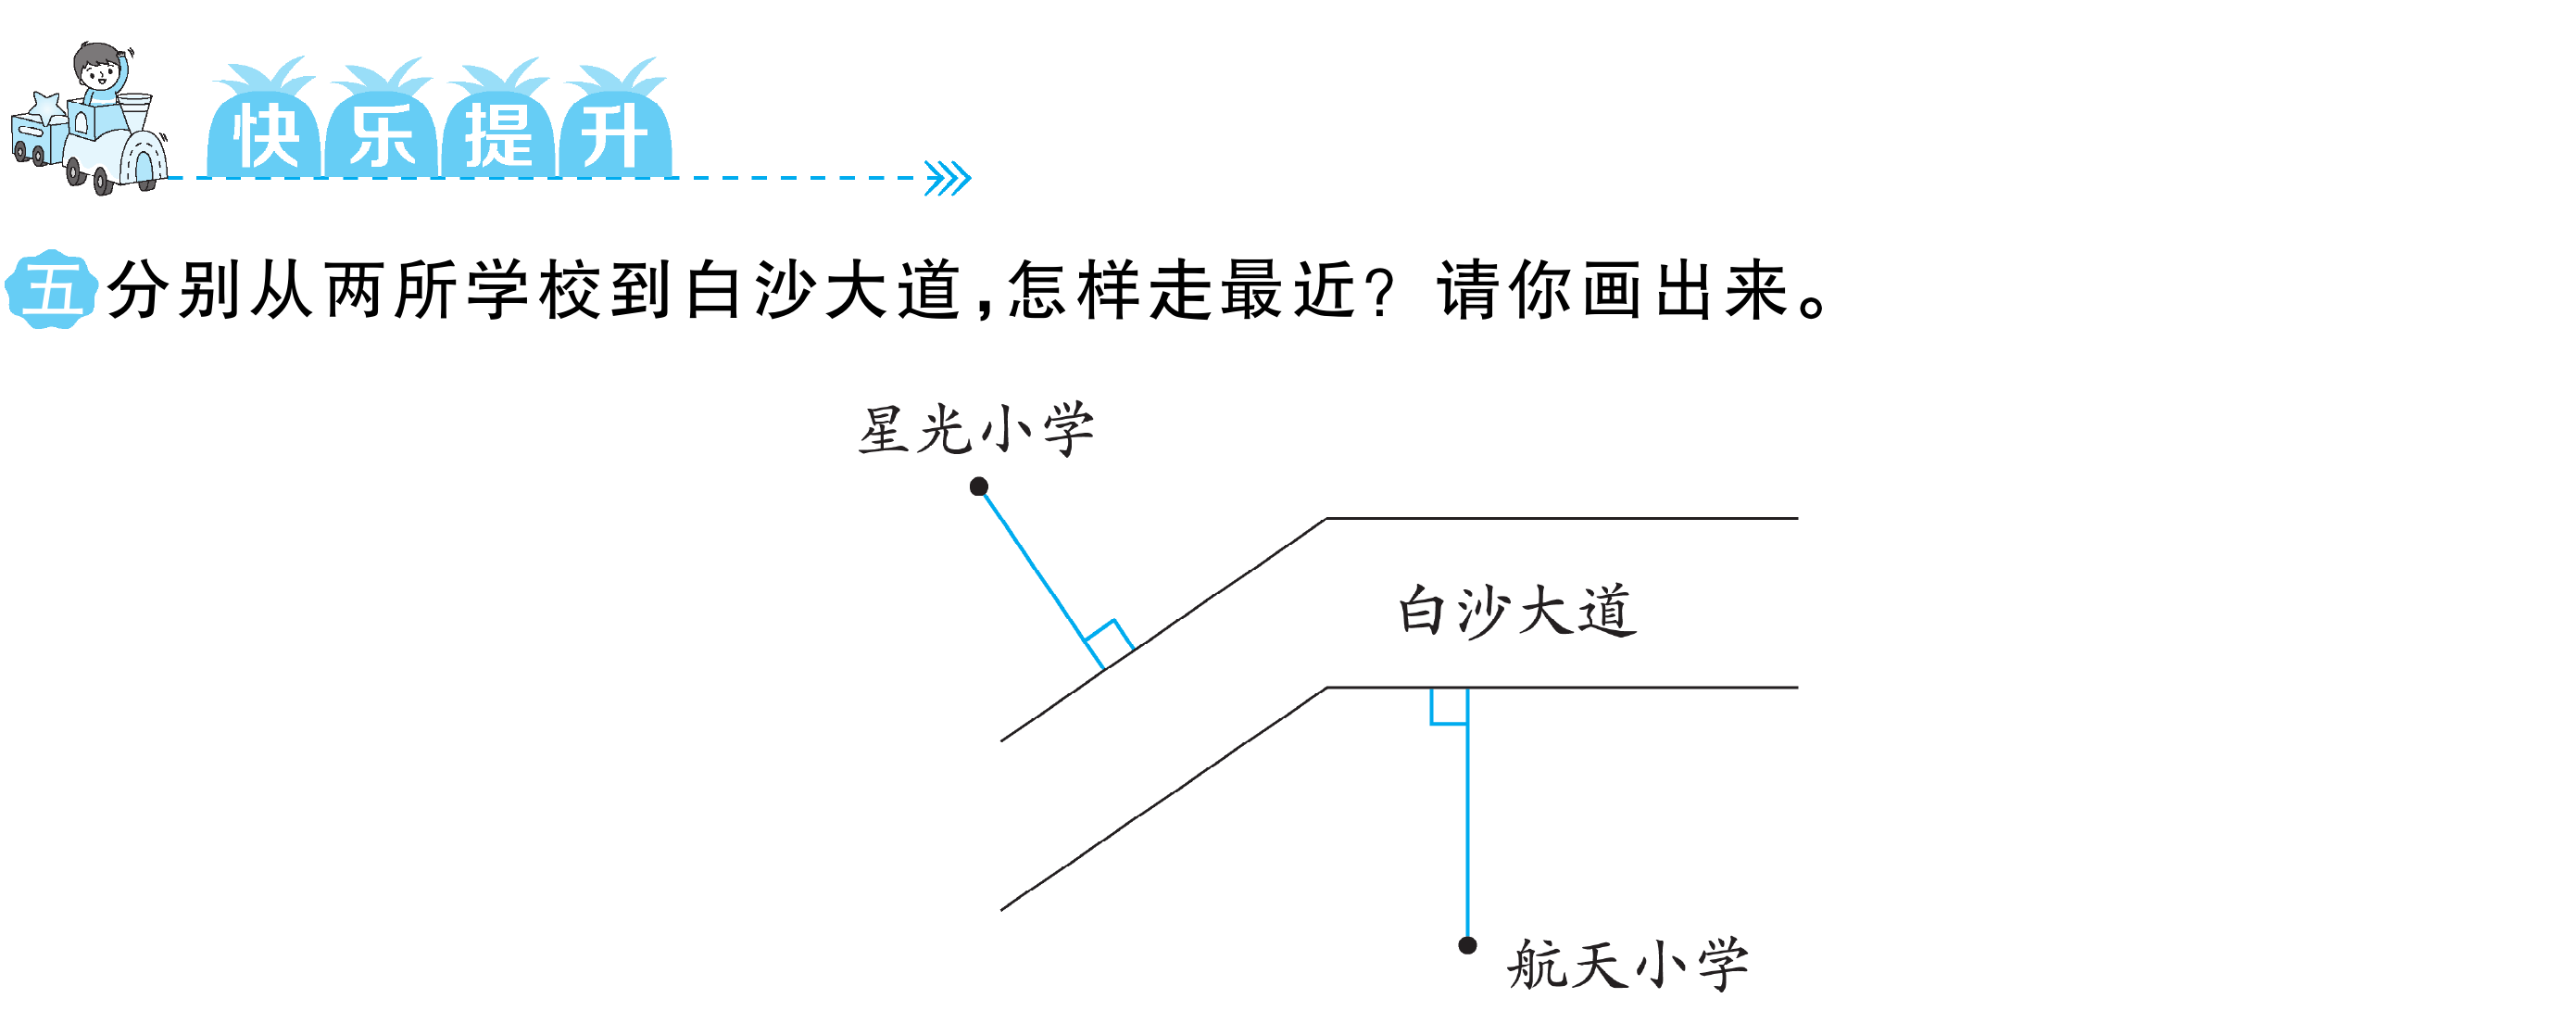 快乐提升
五 分别从两所学校到白沙大道,怎样走最近? 请你画出来。
星光小学
白沙大道
航天小学